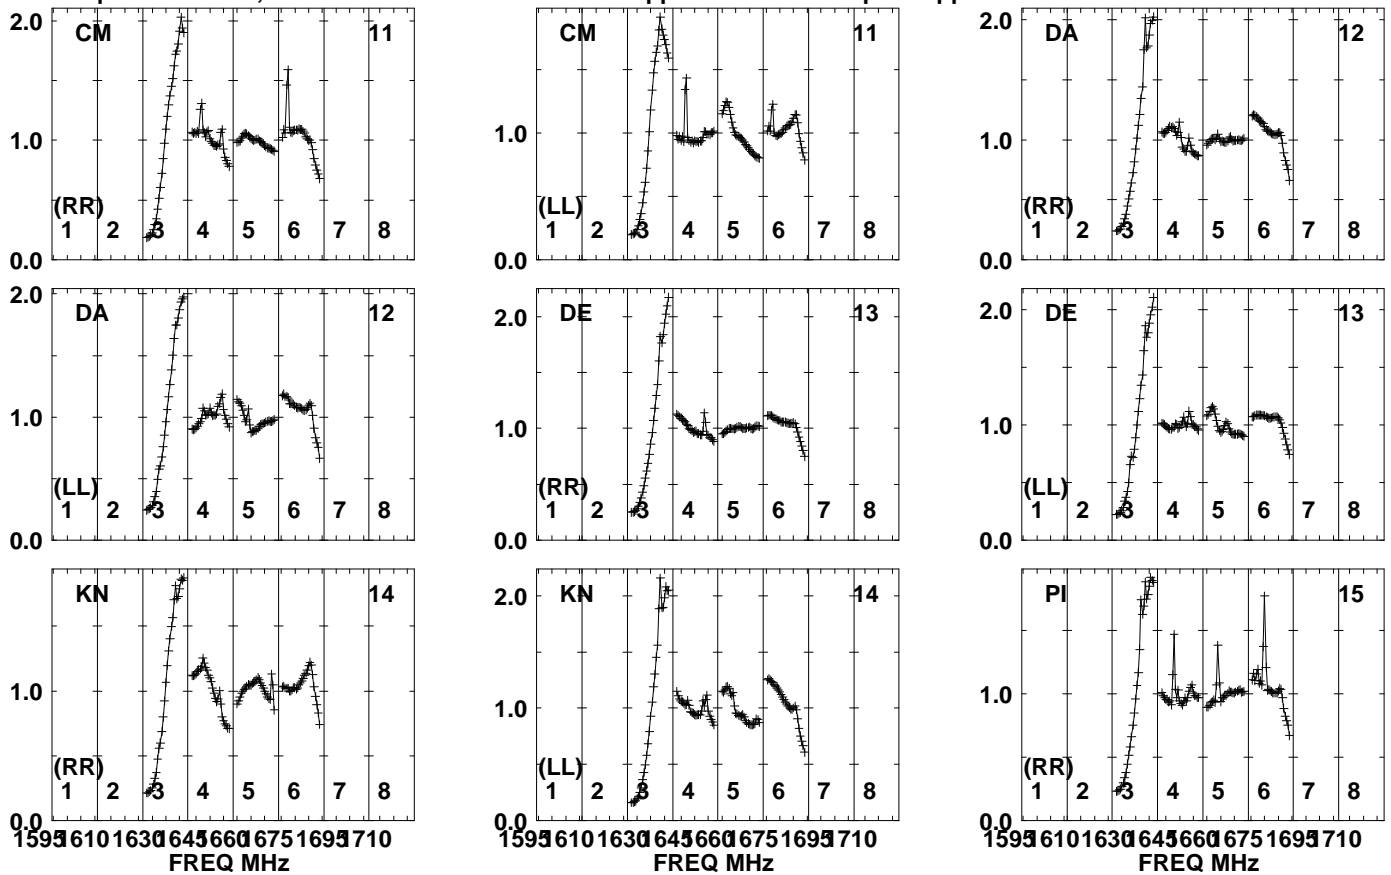 2.0 CM 11 CM 11 2.0 DA 12
1.0 1.0 1.0
(RR) (LL) (RR)
1 2 3 4 5 6 7 8 1 2 3 4 5 6 7 8 1 2 3 4 5 6 7 8
0.0 0.0 0.0
2.0 DA 12 2.0 DE 13 2.0 DE 13
1.0 1.0 1.0
(LL) (RR) (LL)
1 2 3 4 5 6 7 8 1 2 3 4 5 6 7 8 1 2 3 4 5 6 7 8
0.0 0.0 0.0
KN 14 2.0 KN 14 PI 15
1.0 1.0 1.0
(RR) (LL) (RR)
1 2 3 4 5 6 7 8 1 2 3 4 5 6 7 8 1 2 3 4 5 6 7 8
0.0 0.0 0.0
1595 1610 1630 1645 1660 1675 1695 1710 1595 1610 1630 1645 1660 1675 1695 1710 1595 1610 1630 1645 1660 1675 1695 1710
FREQ MHz FREQ MHz FREQ MHz